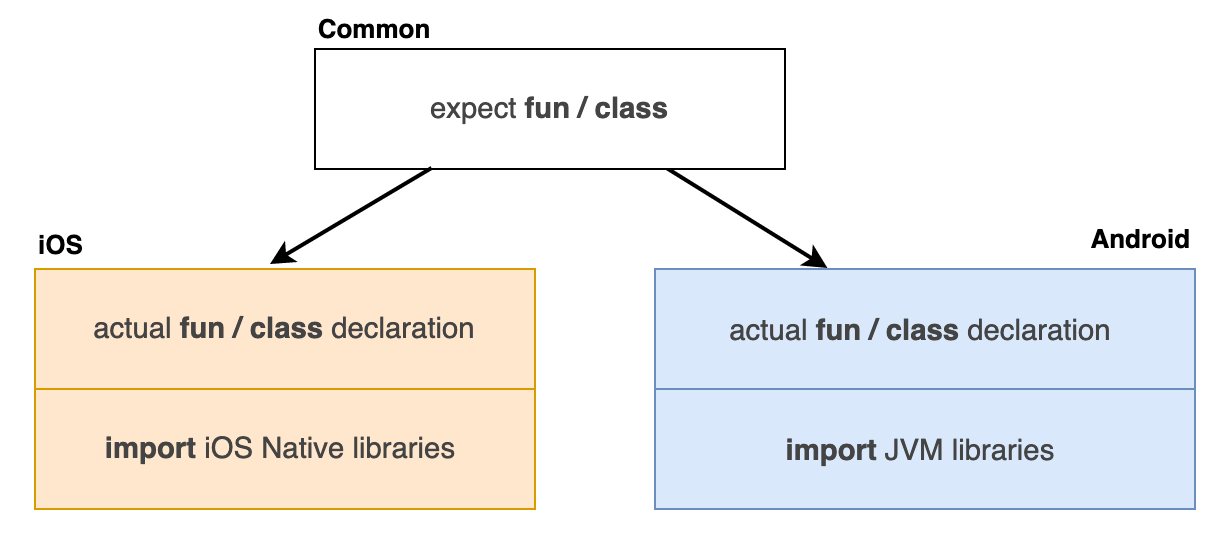 Common
expect fun / class
iOS
Android
actual fun / class declaration
actual fun / class declaration
import iOS Native libraries
import JVM libraries